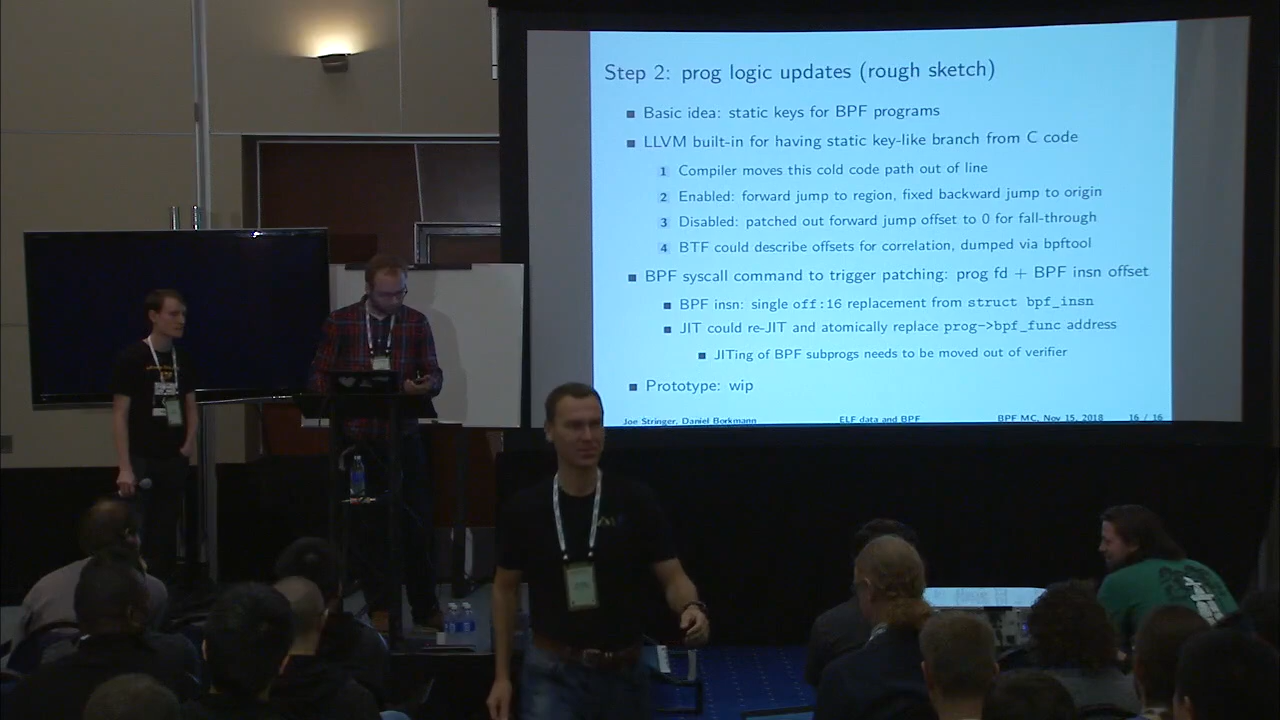 Step 2: prog logic updates (rough sketch)
Basic idea: static keys for BPF programs
LLVM built-in for having static key-like branch from C code
1 Compiler moves this cold code path out of line
2 Enabled: forward jump to region, fixed backward jump to origin
3 Disabled: patched out forward jump offset to 0 for fall-through
4 BTF could describe offsets for correlation, dumped via bpftool
BPF syscall command to trigger patching: prog fd + BPF insn offset
BPF insn: single off:16 replacement from struct bpf_insn
JIT could re-JIT and atomically replace prog->bpf_func address
JITing of BPF subprogs needs to be moved out of verifier
Prototype: wip
Joe Stringer, Daniel Borkmann ELF data and BPF BPF MC, Nov 15, 2018 16 / 16